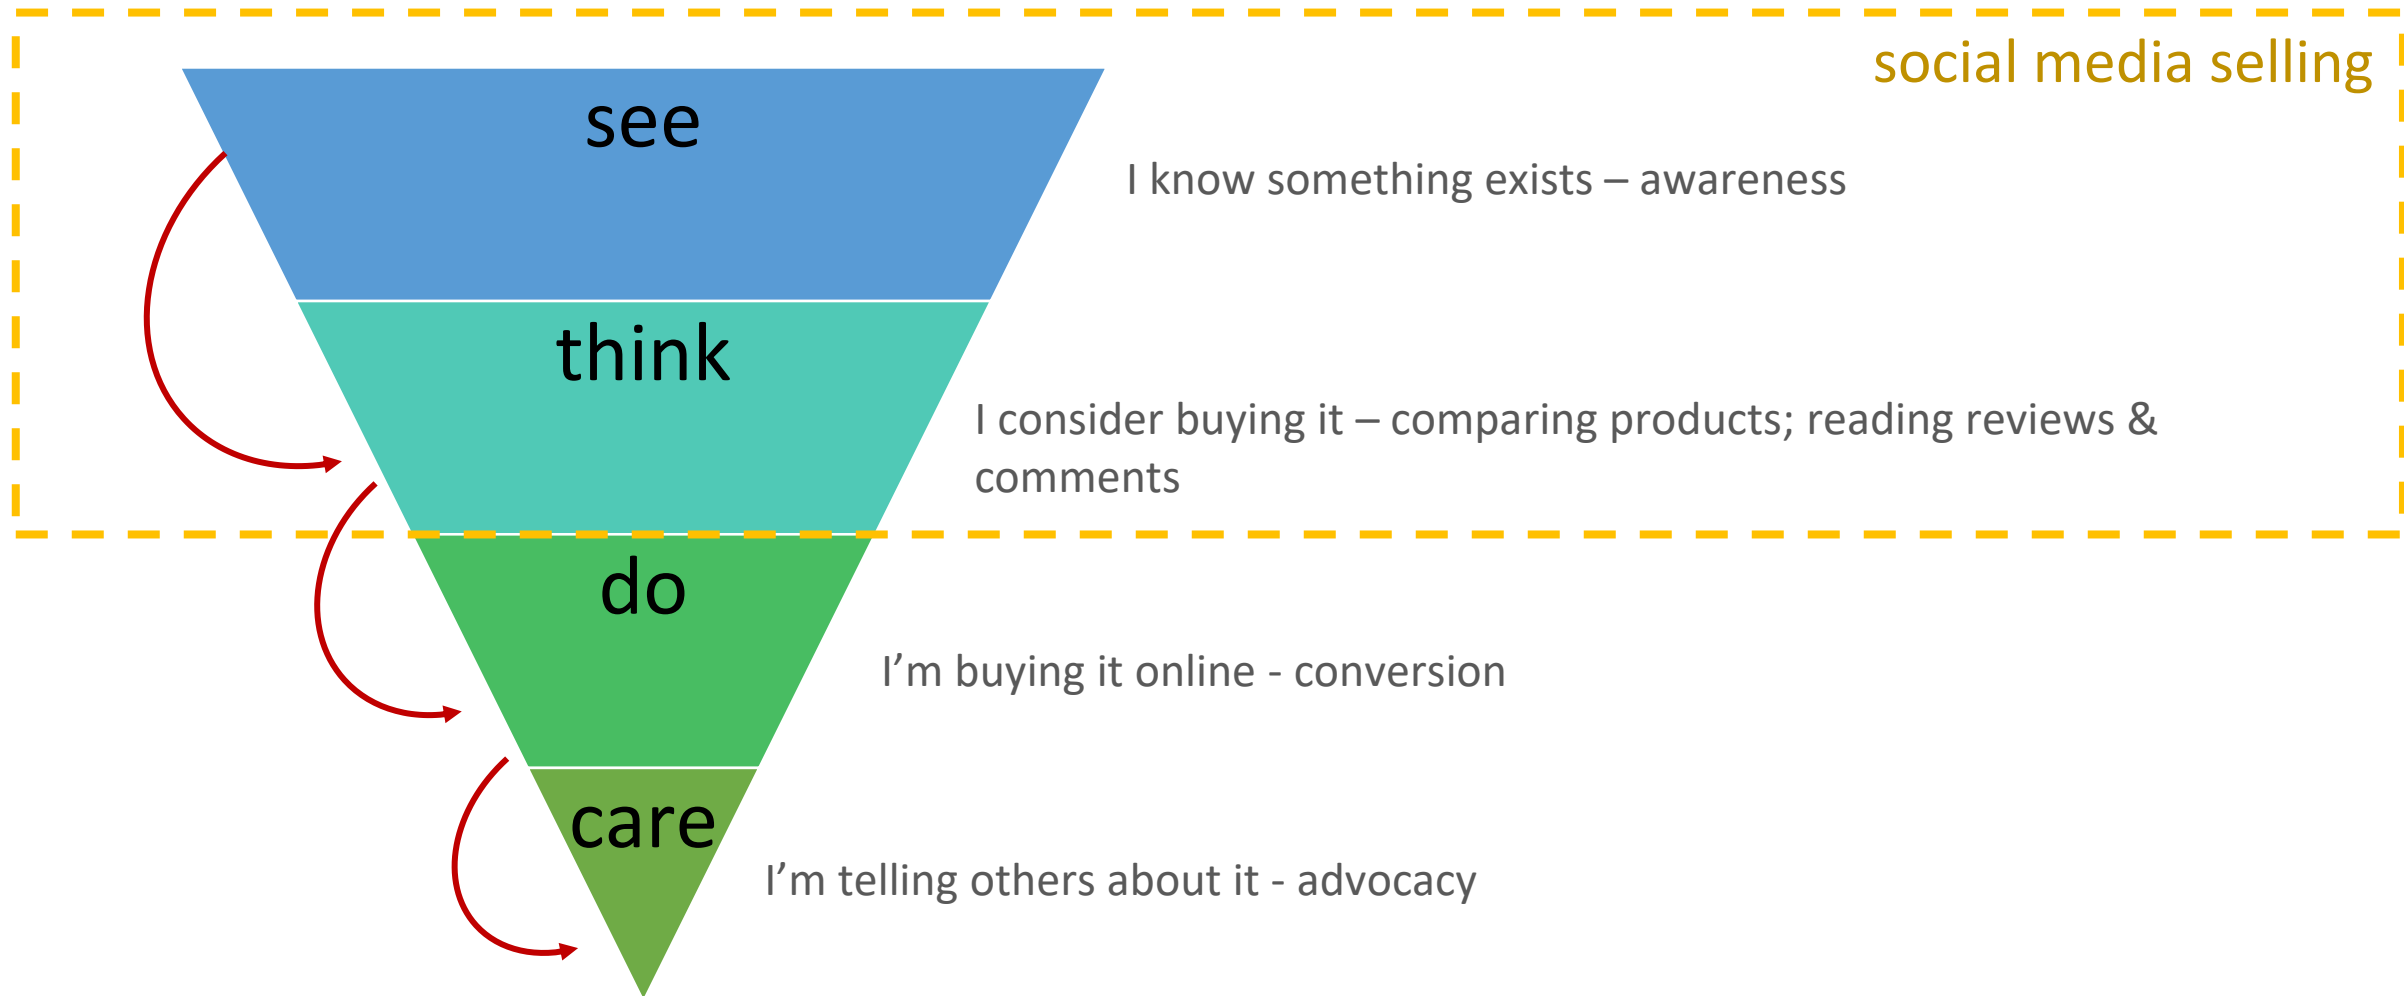 social media selling
see
I know something exists – awareness
think
I consider buying it – comparing products; reading reviews &
comments
do
I’m buying it online - conversion
care
I’m telling others about it - advocacy